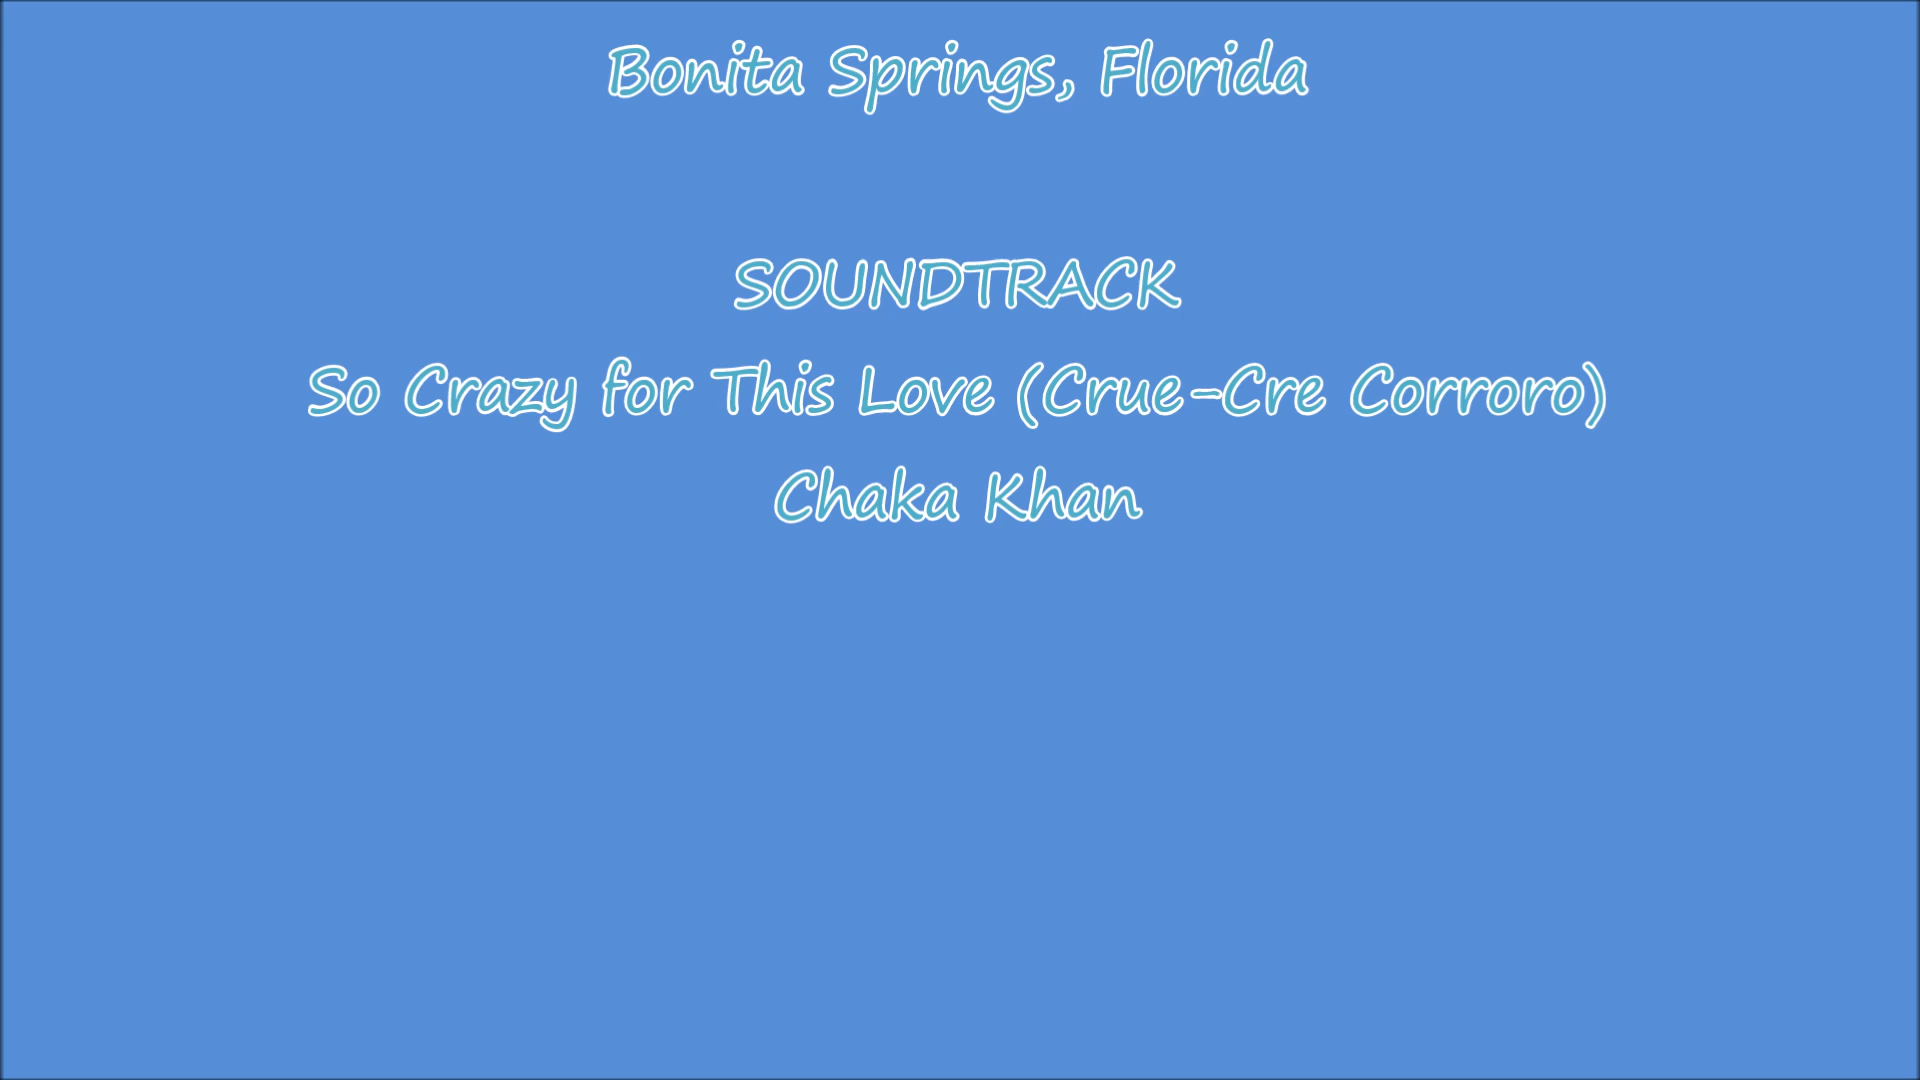 Bonita Springs, Florida
SOUNDTRACK
So Crazy for This Love (Crue-Cre Corroro)
Chaka Khan